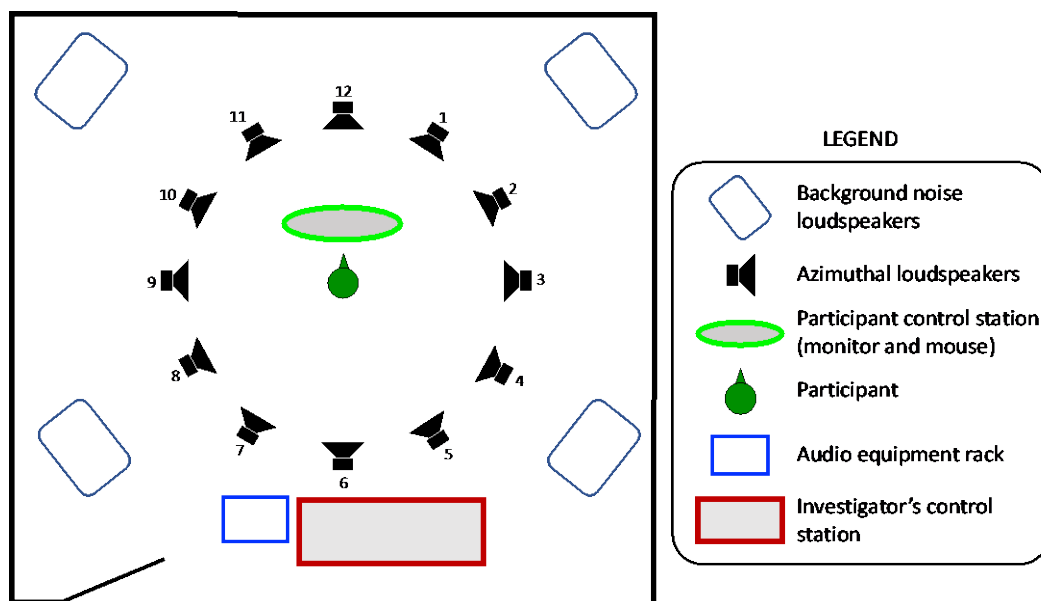 12
11
1
10
2
9
3
8
4
7
5
6
LEGEND
Background noise
loudspeakers
Azimuthal loudspeakers
Participant control station
(monitor and mouse)
Participant
Audio equipment rack
Investigator's control
station